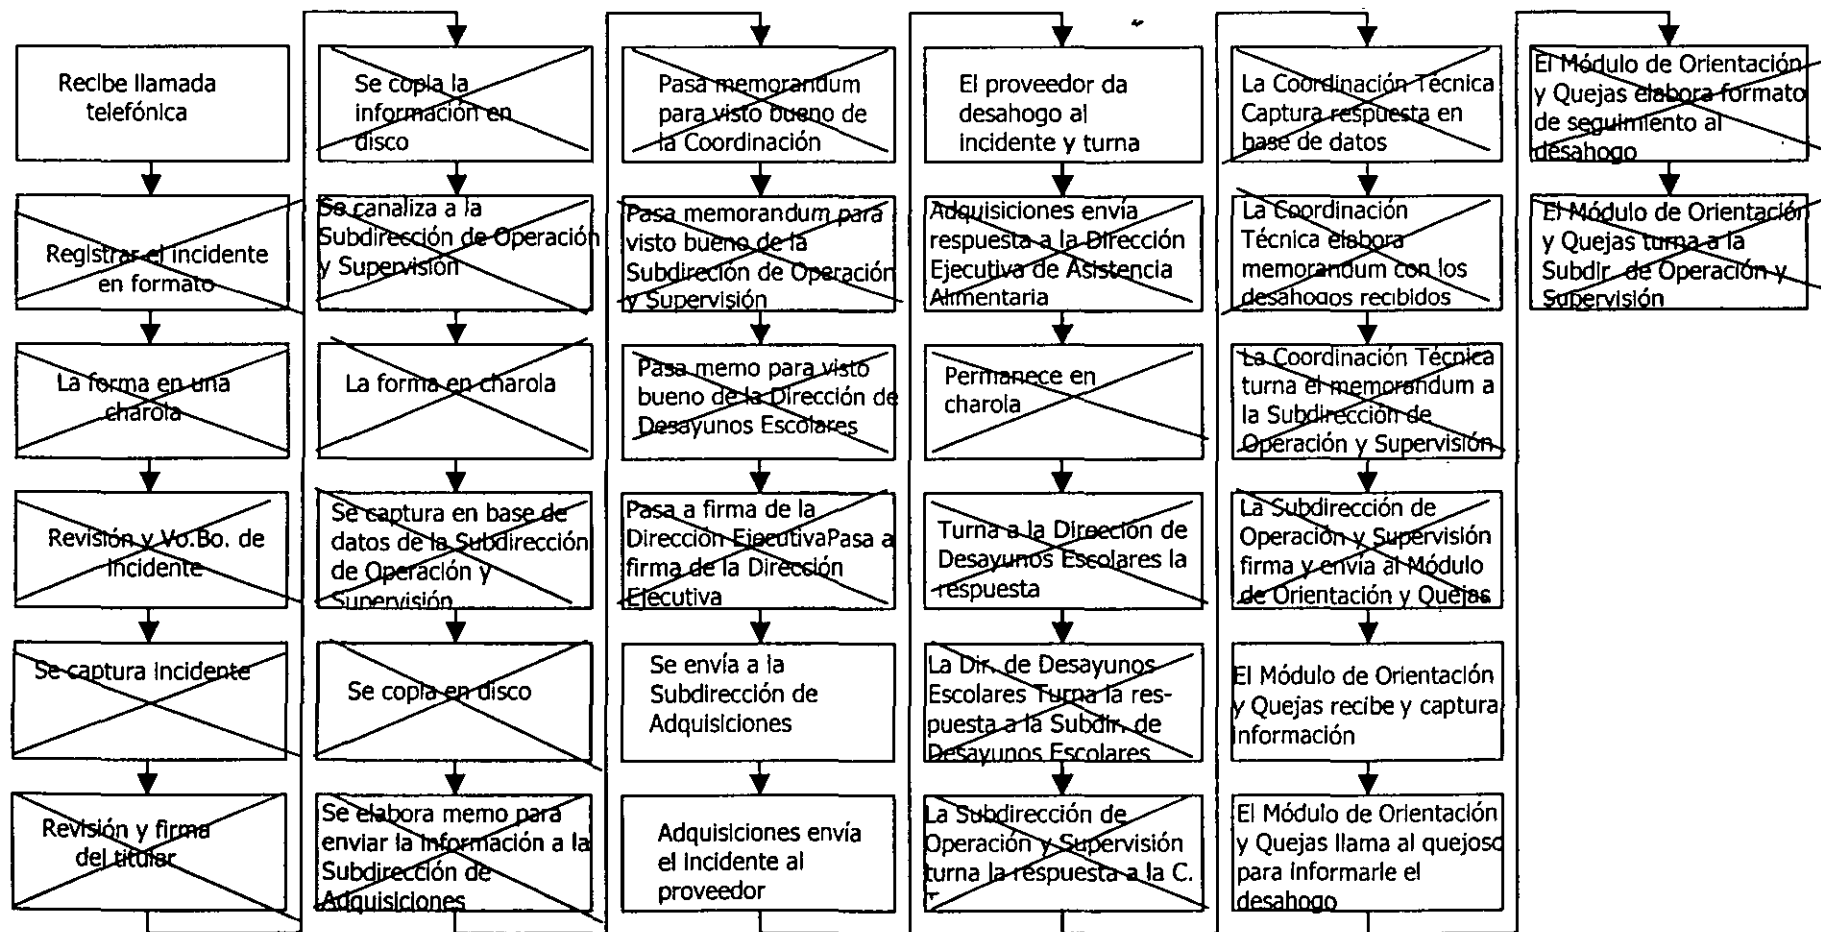 Recibe llamada
telefónica
Registrar el incidente
en formato
La forma en una
charola
Revisión y Vo.Bo. de
incidente
Se captura incidente
Revisión y firma
del titular
Se copia la
información en
disco
Se canaliza a la
Subdirección de Operación
y Supervisión
La forma en charola
Se captura en base de
datos de la Subdirección
de Operación y
Supervisión
Se copia en disco
Se elabora memo para
enviar la información a la
Subdirección de
Adquisiciones
Pasa memorandum
para visto bueno de
la Coordinación
Pasa memorandum para
visto bueno de la
Subdireción de Operación
y Supervisión
Pasa memo para visto
bueno de la Dirección de
Desayunos Escolares
Pasa a firma de la
Dirección EjecutivaPasa a
firma de la Dirección
Ejecutiva
Se envía a la
Subdirección de
Adquisiciones
Adquisiciones envía
el incidente al
proveedor
El proveedor da
desahogo al
incidente y turna
Adquisiciones envía
respuesta a la Dirección
Ejecutiva de Asistencia
Alimentaria
Permanece en
charola
Turna a la Direción de
Desayunos Escolares la
respuesta
La Dir. de Desayunos
Escolares Turna la res-
puesta a la Subdir. de
Desayunos Escolares
La Subdirección de
Operación y Supervisión
turna la respuesta a la C.
T
La Coordinación Técnica
Captura respuesta en
base de datos
La Coordinación
Técnica elabora
memorandum con los
desahogos recibidos
La Coordinación Técnica
turna el memorandum a
la Subdirección de
Operación y Supervisión
La Subdirección de
Operación y Supervisión
firma y envía al Módulo
de Orientación y Quejas
El Módulo de Orientación
y Quejas recibe y captura
información
El Módulo de Orientación
y Quejas llama al quejoso
para informarle el
desahogo
El Módulo de Orientación
y Quejas elabora formato
de seguimiento al
desahogo
El Módulo de Orientación
y Quejas turna a la
Subdir. de Operación y
Supervisión